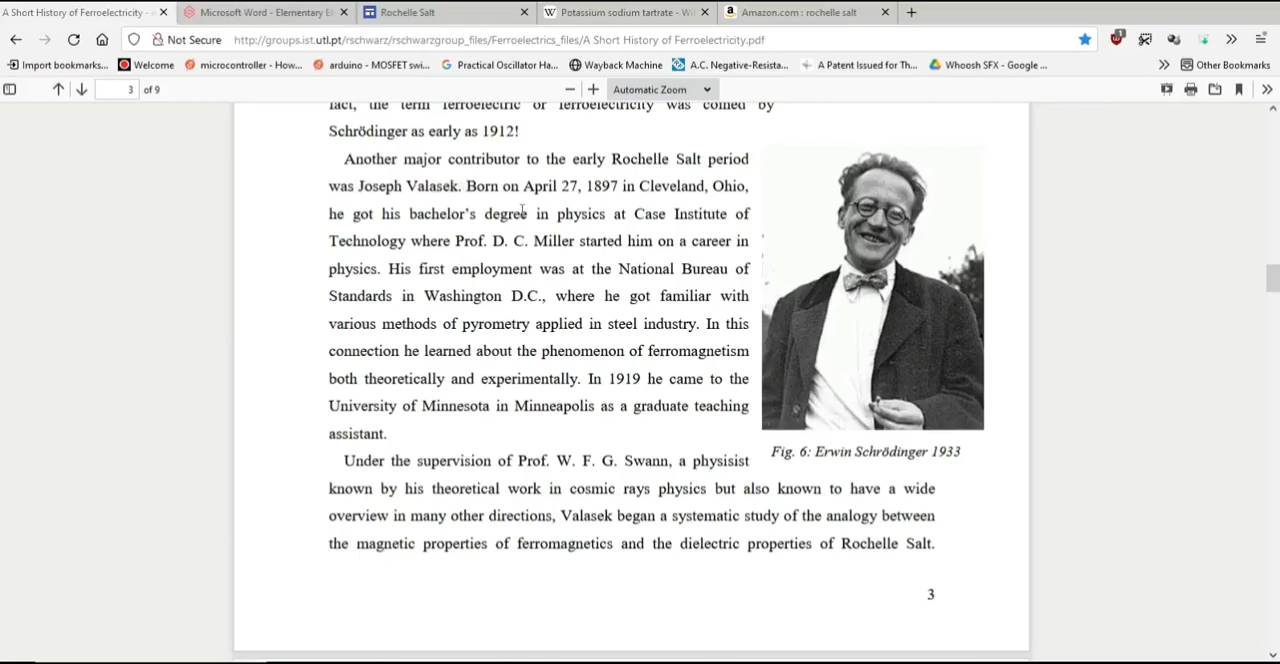 A Short History of Ferroelectricity -
Microsoft Word - Elementary E
Rochelle Salt
Potassium sodium tartrate - Wi
Amazon.com : rochelle salt
Not Secure
http://groups.ist.utl.pt/rschwarz/rschwarzgroup_files/Ferroelectrics_files/A Short History of Ferroelectricity.pdf
Import bookmarks...
Welcome
microcontroller - How...
arduino - MOSFET swi...
Practical Oscillator Ha...
Wayback Machine
A.C. Negative-Resista...
A Patent Issued for Th...
Whoosh SFX - Google ...
Other Bookmarks
3 of 9
Automatic Zoom
fact, the term ferroelectric or ferroelectricity was coined by
Schrödinger as early as 1912!
Another major contributor to the early Rochelle Salt period
was Joseph Valasek. Born on April 27, 1897 in Cleveland, Ohio,
he got his bachelor's degree in physics at Case Institute of
Technology where Prof. D. C. Miller started him on a career in
physics. His first employment was at the National Bureau of
Standards in Washington D.C., where he got familiar with
various methods of pyrometry applied in steel industry. In this
connection he learned about the phenomenon of ferromagnetism
both theoretically and experimentally. In 1919 he came to the
University of Minnesota in Minneapolis as a graduate teaching
assistant.
Fig. 6: Erwin Schrödinger 1933
Under the supervision of Prof. W. F. G. Swann, a physisist
known by his theoretical work in cosmic rays physics but also known to have a wide
overview in many other directions, Valasek began a systematic study of the analogy between
the magnetic properties of ferromagnetics and the dielectric properties of Rochelle Salt.
3